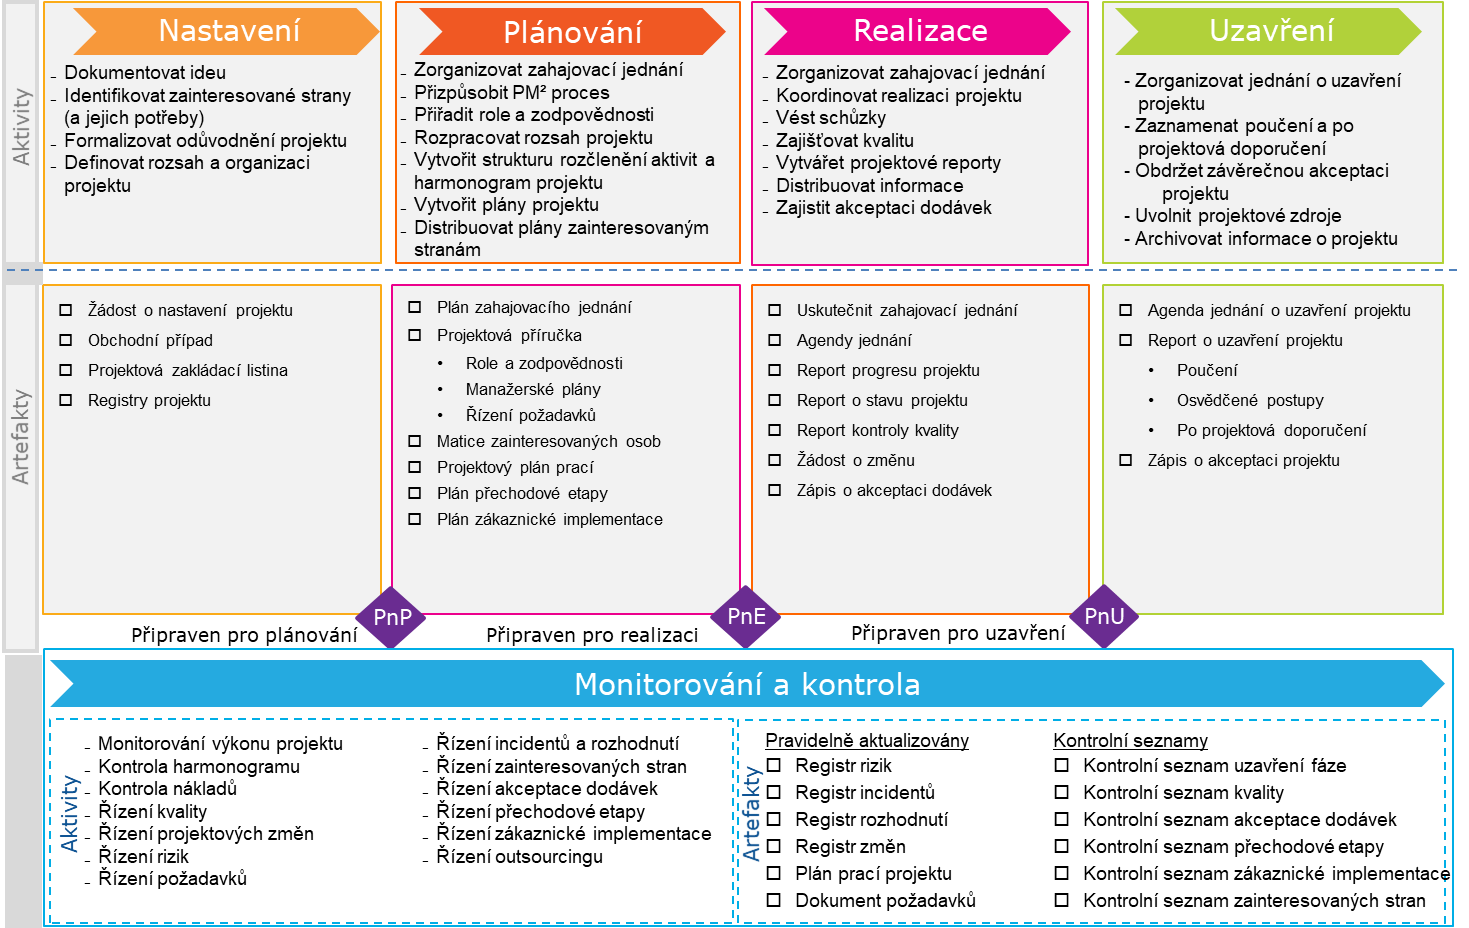 Aktivity
Nastavení
- Dokumentovat ideu
- Identifikovat zainteresované strany
(a jejich potřeby)
- Formalizovat odůvodnění projektu
- Definovat rozsah a organizaci
projektu
Plánování
- Zorganizovat zahajovací jednání
- Přizpůsobit PM² proces
- Přiřadit role a zodpovědnosti
- Rozpracovat rozsah projektu
- Vytvořit strukturu rozčlenění aktivit a
harmonogram projektu
- Vytvořit plány projektu
- Distribuovat plány zainteresovaným
stranám
Realizace
- Zorganizovat zahajovací jednání
- Koordinovat realizaci projektu
- Vést schůzky
- Zajišťovat kvalitu
- Vytvářet projektové reporty
- Distribuovat informace
- Zajistit akceptaci dodávek
Uzavření
- Zorganizovat jednání o uzavření
projektu
- Zaznamenat poučení a po
projektová doporučení
- Obdržet závěrečnou akceptaci
projektu
- Uvolnit projektové zdroje
- Archivovat informace o projektu
Artefakty
Žádost o nastavení projektu
Obchodní případ
Projektová zakládací listina
Registry projektu
Plán zahajovacího jednání
Projektová příručka
• Role a zodpovědnosti
• Manažerské plány
• Řízení požadavků
Matice zainteresovaných osob
Projektový plán prací
Plán přechodové etapy
Plán zákaznické implementace
Uskutečnit zahajovací jednání
Agendy jednání
Report progresu projektu
Report o stavu projektu
Report kontroly kvality
Žádost o změnu
Zápis o akceptaci dodávek
Agenda jednání o uzavření projektu
Report o uzavření projektu
• Poučení
• Osvědčené postupy
• Po projektová doporučení
Zápis o akceptaci projektu
Připraven pro plánování
PnP
Připraven pro realizaci
PnE
Připraven pro uzavření
PnU
Monitorování a kontrola
Aktivity
- Monitorování výkonu projektu
- Kontrola harmonogramu
- Kontrola nákladů
- Řízení kvality
- Řízení projektových změn
- Řízení rizik
- Řízení požadavků
- Řízení incidentů a rozhodnutí
- Řízení zainteresovaných stran
- Řízení akceptace dodávek
- Řízení přechodové etapy
- Řízení zákaznické implementace
- Řízení outsourcingu
Artefakty
Pravidelně aktualizovány
Registr rizik
Registr incidentů
Registr rozhodnutí
Registr změn
Plán prací projektu
Dokument požadavků
Kontrolní seznamy
Kontrolní seznam uzavření fáze
Kontrolní seznam kvality
Kontrolní seznam akceptace dodávek
Kontrolní seznam přechodové etapy
Kontrolní seznam zákaznické implementace
Kontrolní seznam zainteresovaných stran